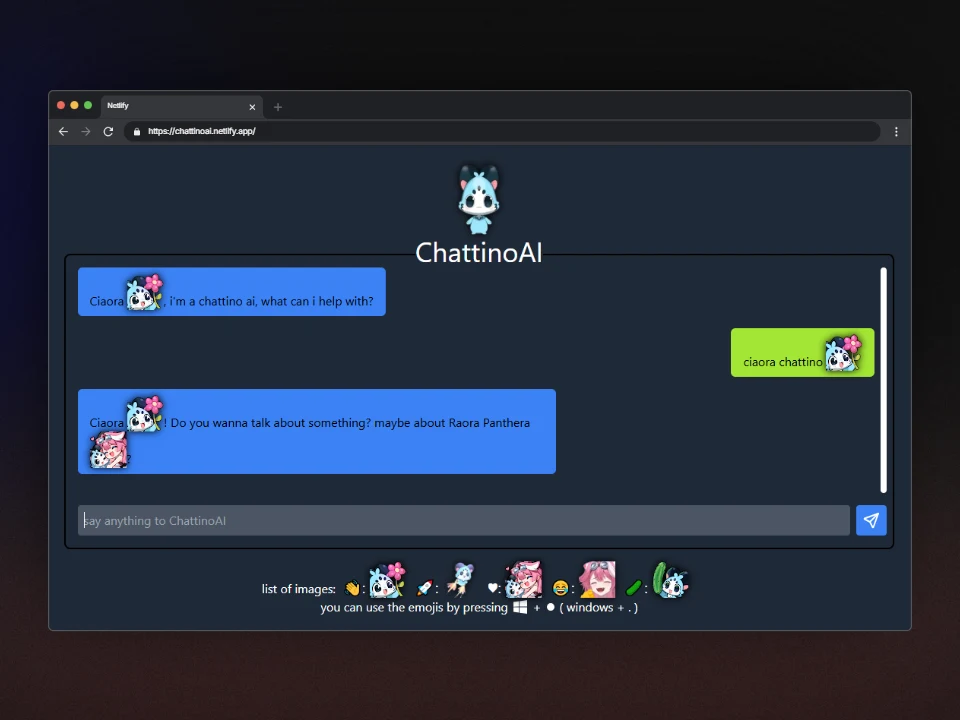 Netlify
https://chattinoai.netlify.app/
ChattinoAI
Ciaora , i'm a chattino ai, what can i help with?
ciaora chattino
Ciaora ! Do you wanna talk about something? maybe about Raora Panthera
?
say anything to ChattinoAI
list of images: 👋: 🚀: 🤍: 😄: 🥒:
you can use the emojis by pressing + ( windows + . )